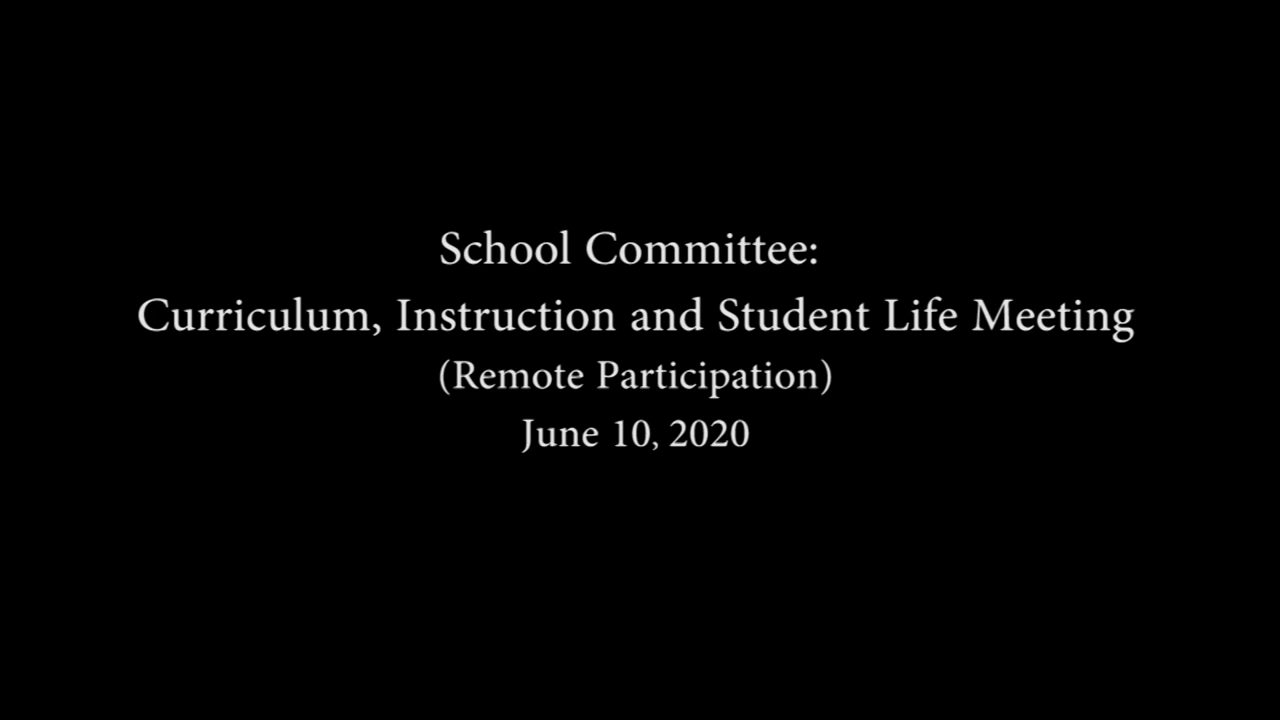 School Committee:
Curriculum, Instruction and Student Life Meeting
(Remote Participation)
June 10, 2020